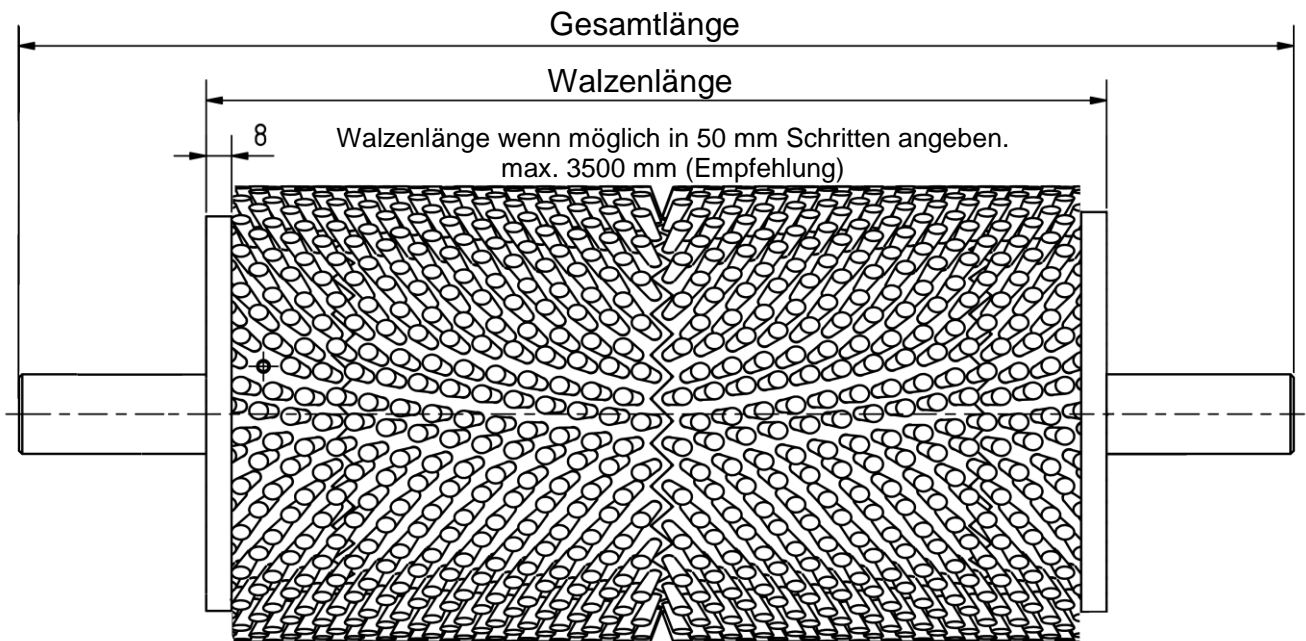 Gesamtlänge
Walzenlänge
8
Walzenlänge wenn möglich in 50 mm Schritten angeben.
max. 3500 mm (Empfehlung)